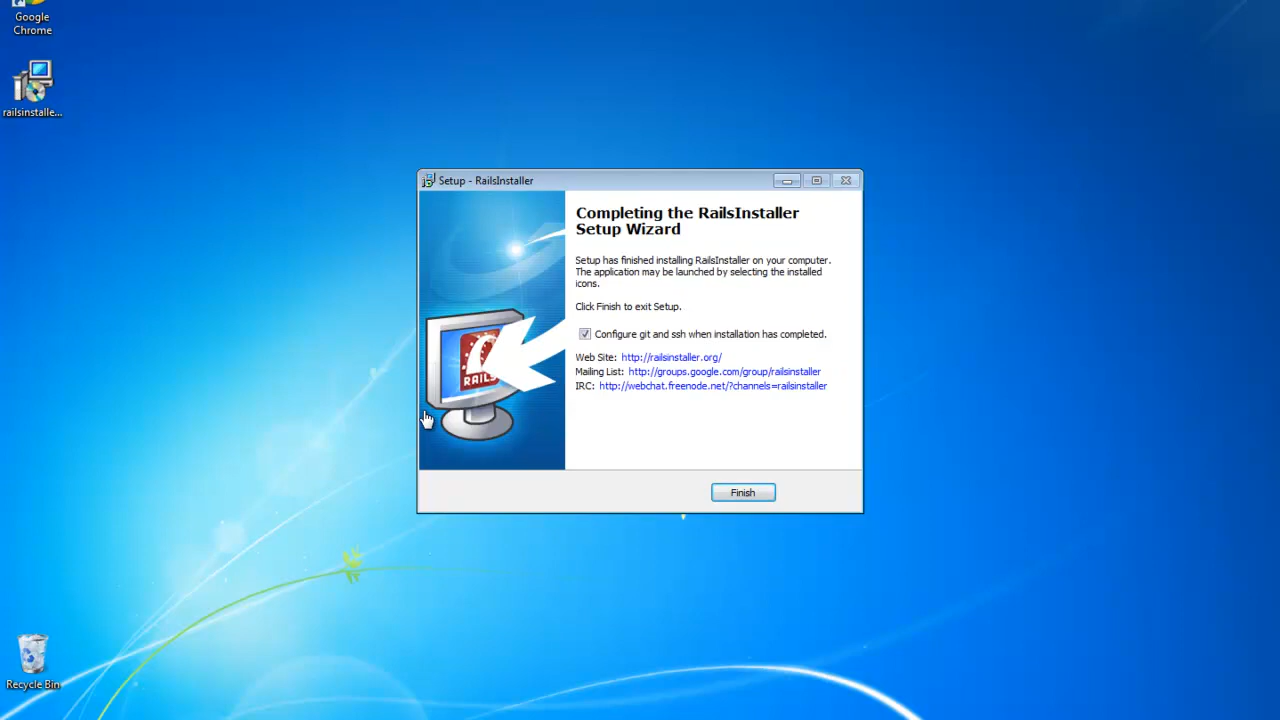 Google
Chrome
railsinstalle...
Setup - RailsInstaller
Completing the RailsInstaller
Setup Wizard
Setup has finished installing RailsInstaller on your computer.
The application may be launched by selecting the installed
icons.
Click Finish to exit Setup.
Configure git and ssh when installation has completed.
Web Site: http://railsinstaller.org/
Mailing List: http://groups.google.com/group/railsinstaller
IRC: http://webchat.freenode.net/?channels=railsinstaller
RAILS
Finish
Recycle Bin